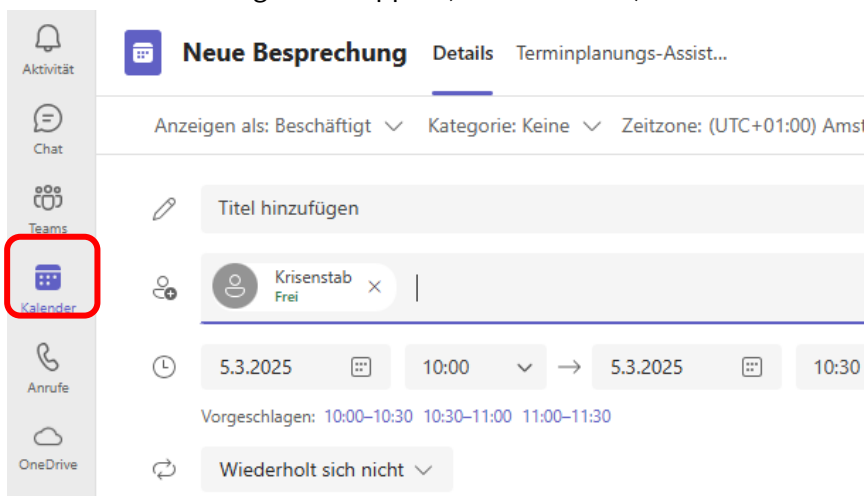 Aktivität
Neue Besprechung Details Terminplanungs-Assist...
Anzeigen als: Beschäftigt Kategorie: Keine Zeitzone: (UTC+01:00) Amst
Chat
Teams
Titel hinzufügen
Kalender
Krisenstab
Frei
5.3.2025 10:00 → 5.3.2025 10:30
Anrufe
Vorgeschlagen: 10:00–10:30 10:30–11:00 11:00–11:30
OneDrive
Wiederholt sich nicht